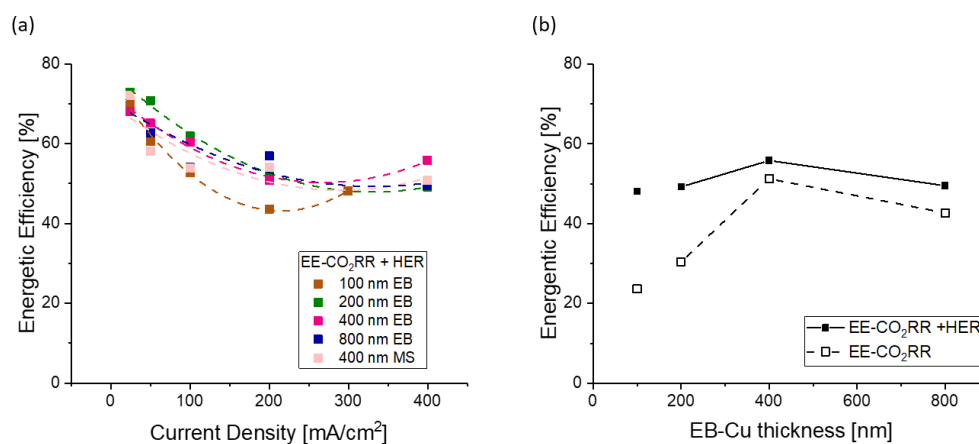 (a)
Energetic Efficiency [%]
80
60
40
20
0
0 100 200 300 400
Current Density [mA/cm²]
EE-CO₂RR + HER
100 nm EB
200 nm EB
400 nm EB
800 nm EB
400 nm MS
(b)
Energentic Efficiency [%]
80
60
40
20
0
0 200 400 600 800
EB-Cu thickness [nm]
EE-CO₂RR +HER
EE-CO₂RR